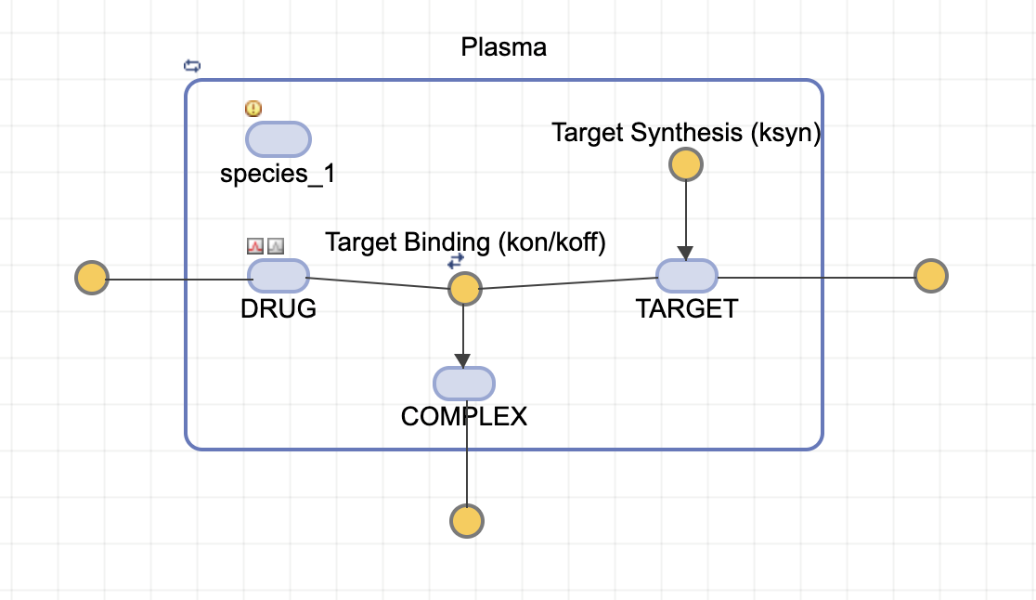 Plasma
Target Synthesis (ksyn)
species_1
Target Binding (kon/koff)
DRUG
TARGET
COMPLEX